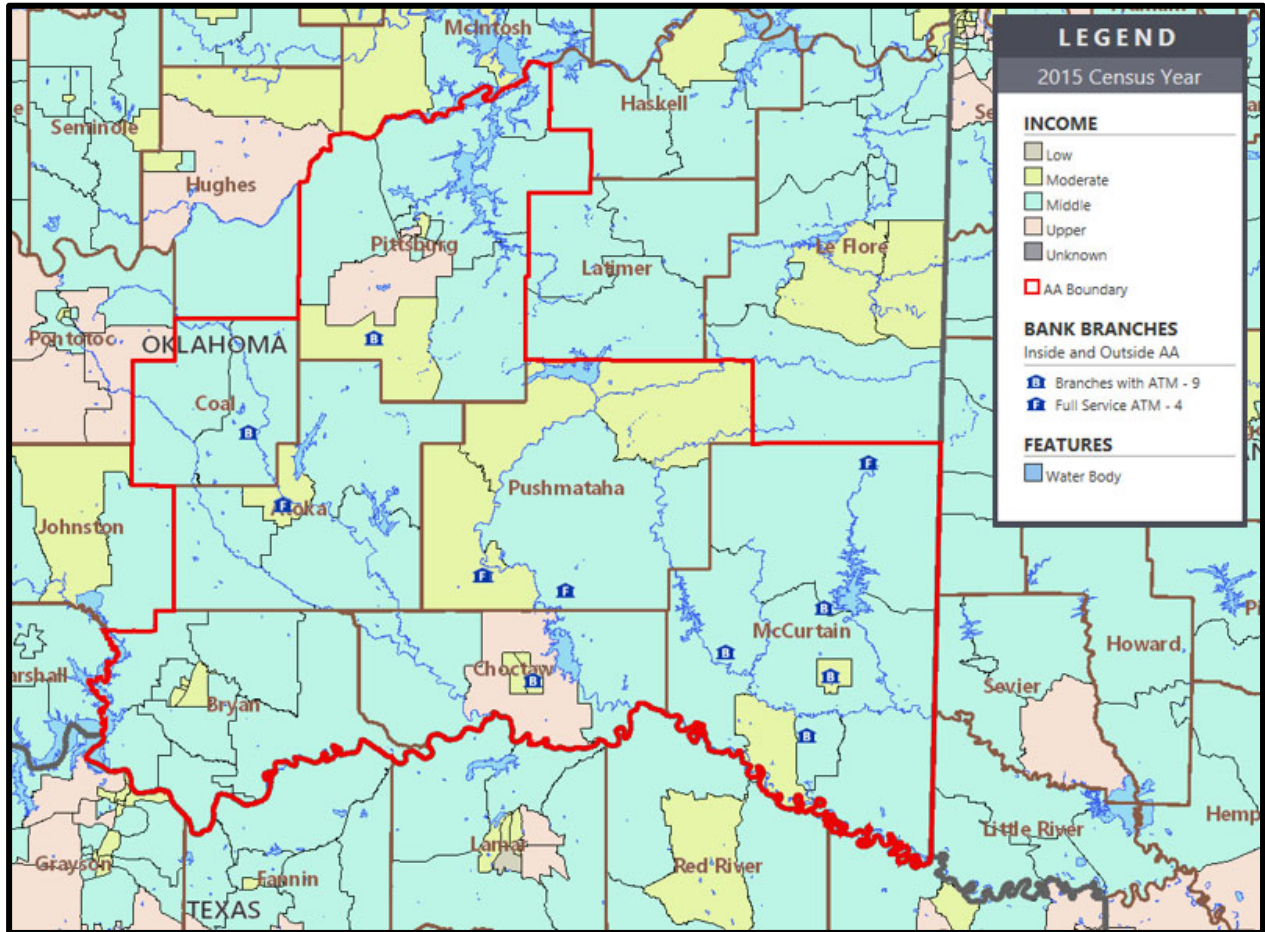 McIntosh
Haskell
Seminole
Hughes
Pittsburg
Le Flore
Latimer
Pontotoc
OKLAHOMA
Coal
Pushmataha
Atoka
Johnston
McCurtain
Howard
Choctaw
Sevier
arshall
Bryan
Little River
Hemp
Lamar
Red River
Grayson
Fannin
TEXAS
LEGEND
2015 Census Year
INCOME
Low
Moderate
Middle
Upper
Unknown
AA Boundary
BANK BRANCHES
Inside and Outside AA
B Branches with ATM - 9
F Full Service ATM - 4
FEATURES
Water Body